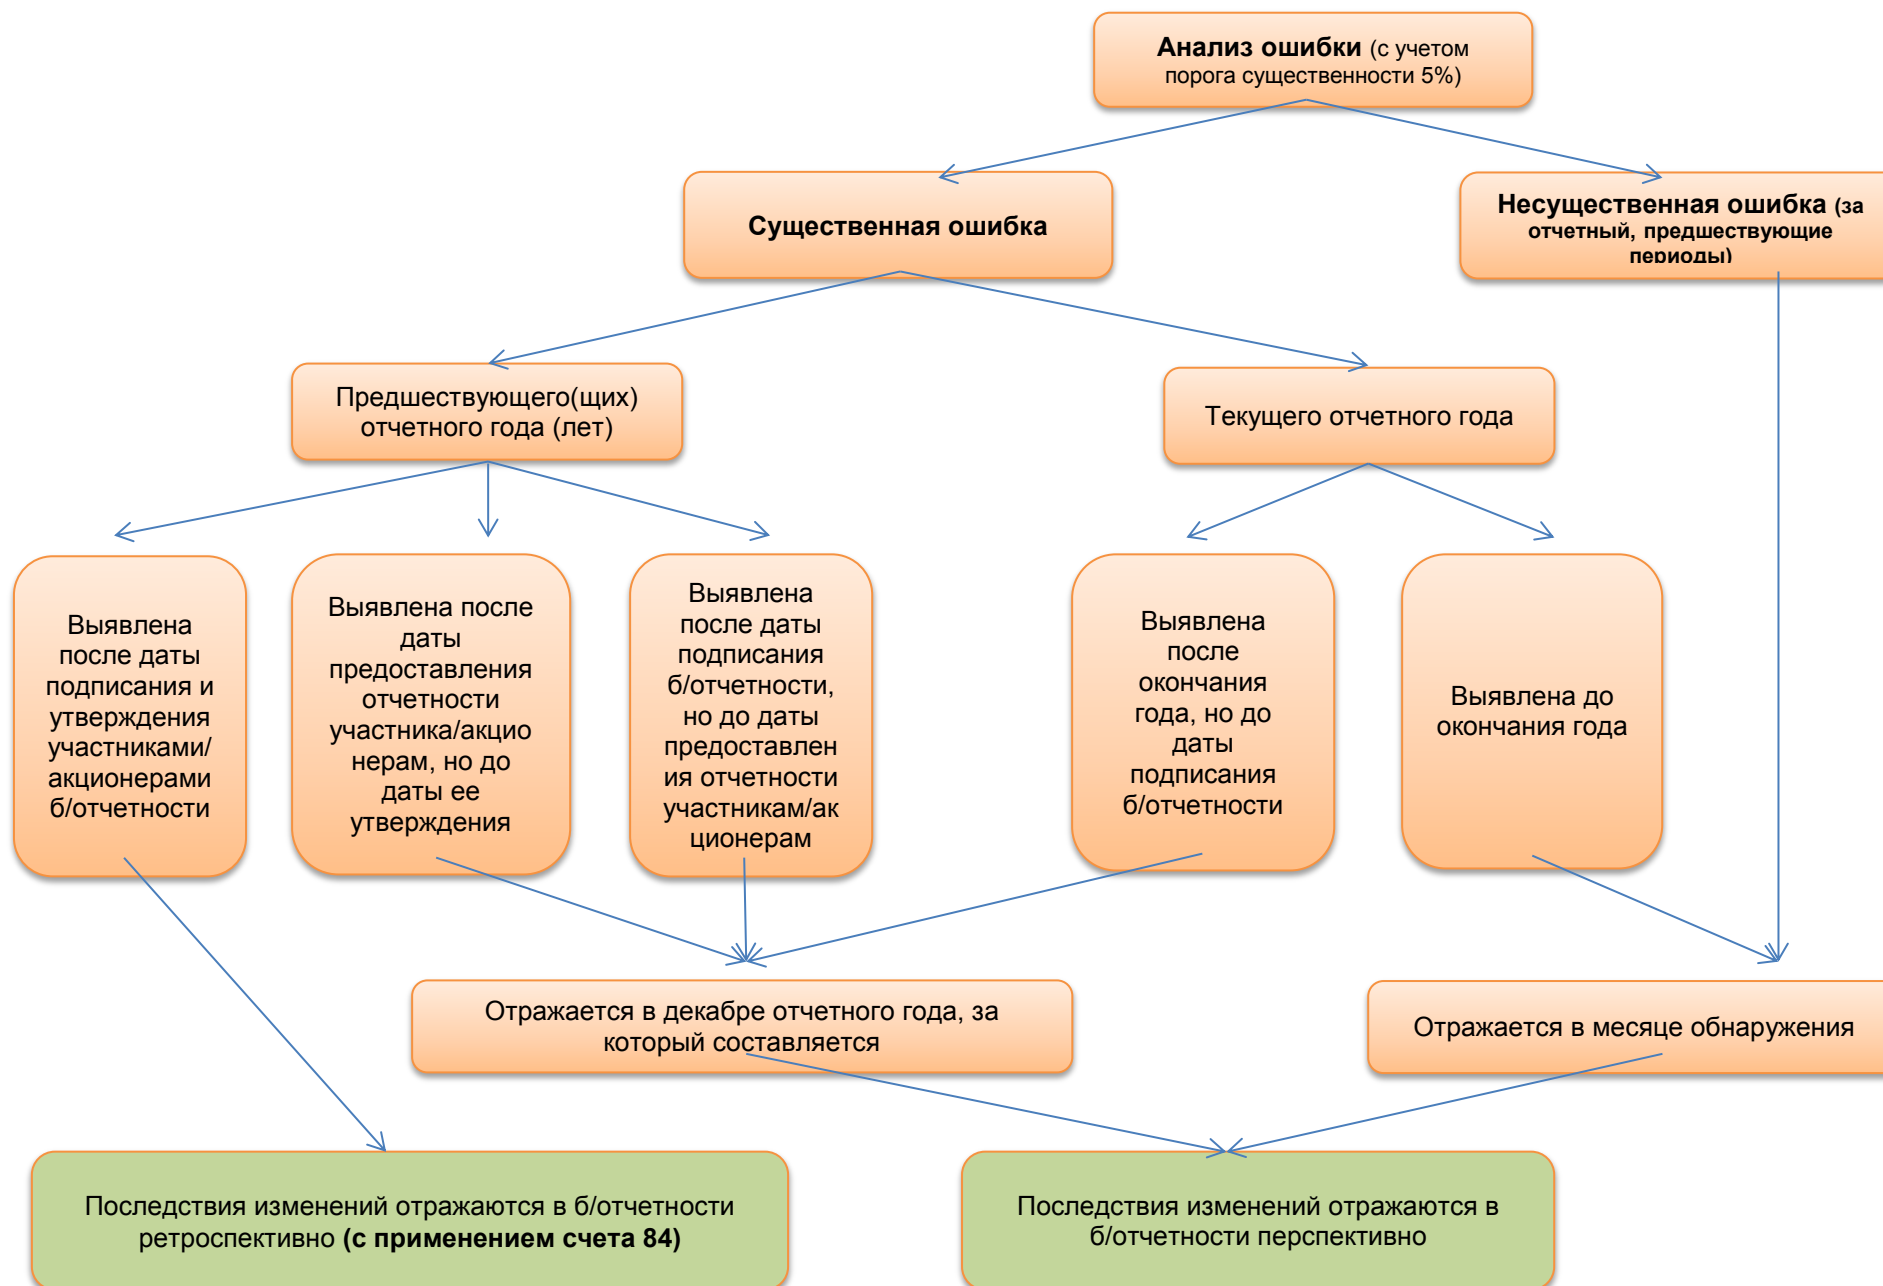 Анализ ошибки (с учетом
порога существенности 5%)
Существенная ошибка
Несущественная ошибка (за
отчетный, предшествующие
периоды)
Предшествующего(щих)
отчетного года (лет)
Текущего отчетного года
Выявлена
после даты
подписания и
утверждения
участниками/
акционерами
б/отчетности
Выявлена после
даты
предоставления
отчетности
участника/акцио
нерам, но до
даты ее
утверждения
Выявлена
после даты
подписания
б/отчетности,
но до даты
предоставлен
ия отчетности
участникам/ак
ционерам
Выявлена
после
окончания
года, но до
даты
подписания
б/отчетности
Выявлена до
окончания года
Отражается в декабре отчетного года, за
который составляется
Отражается в месяце обнаружения
Последствия изменений отражаются в б/отчетности
ретроспективно (с применением счета 84)
Последствия изменений отражаются в
б/отчетности перспективно